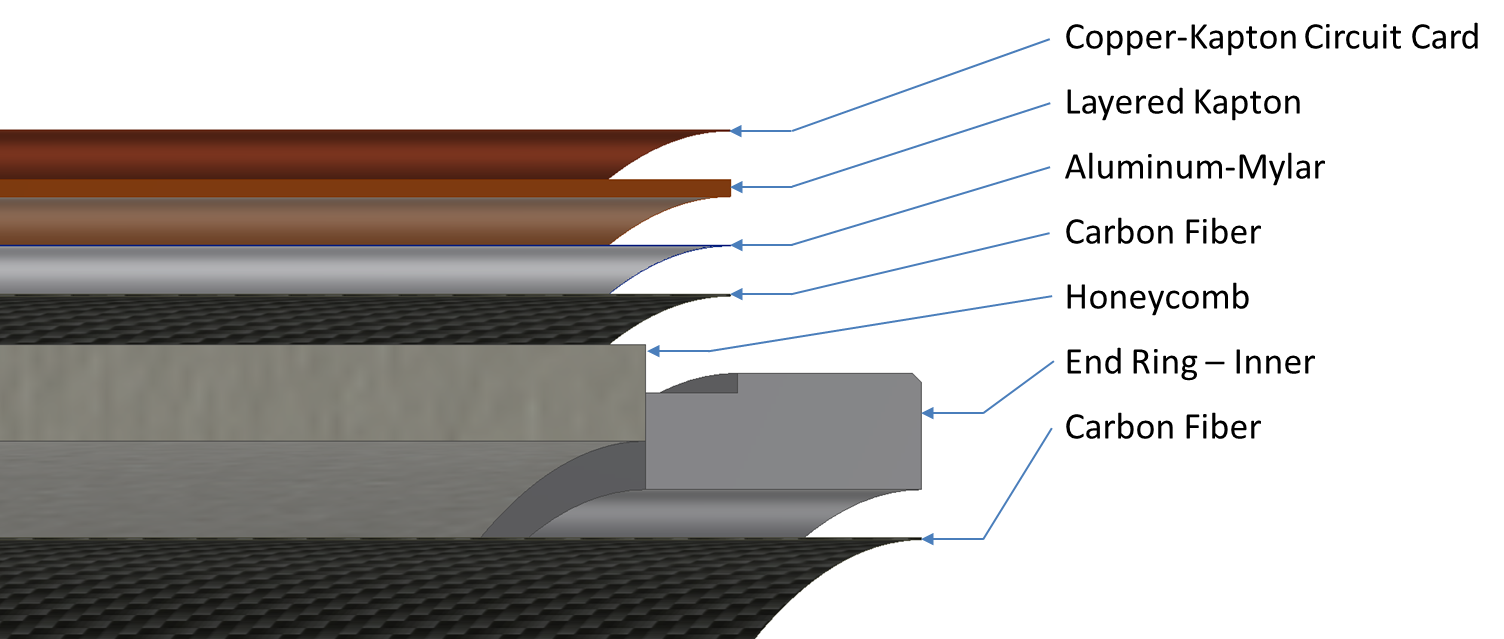 Copper-Kapton Circuit Card
Layered Kapton
Aluminum-Mylar
Carbon Fiber
Honeycomb
End Ring – Inner
Carbon Fiber